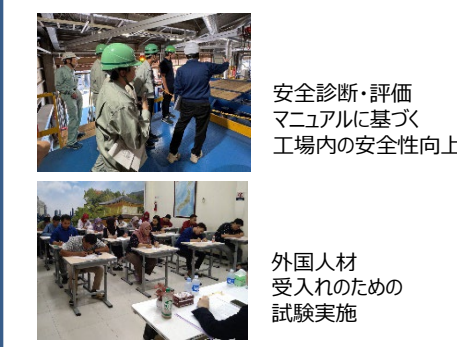 安全診断・評価
マニュアルに基づく
工場内の安全性向上
外国人材
受入れのための
試験実施